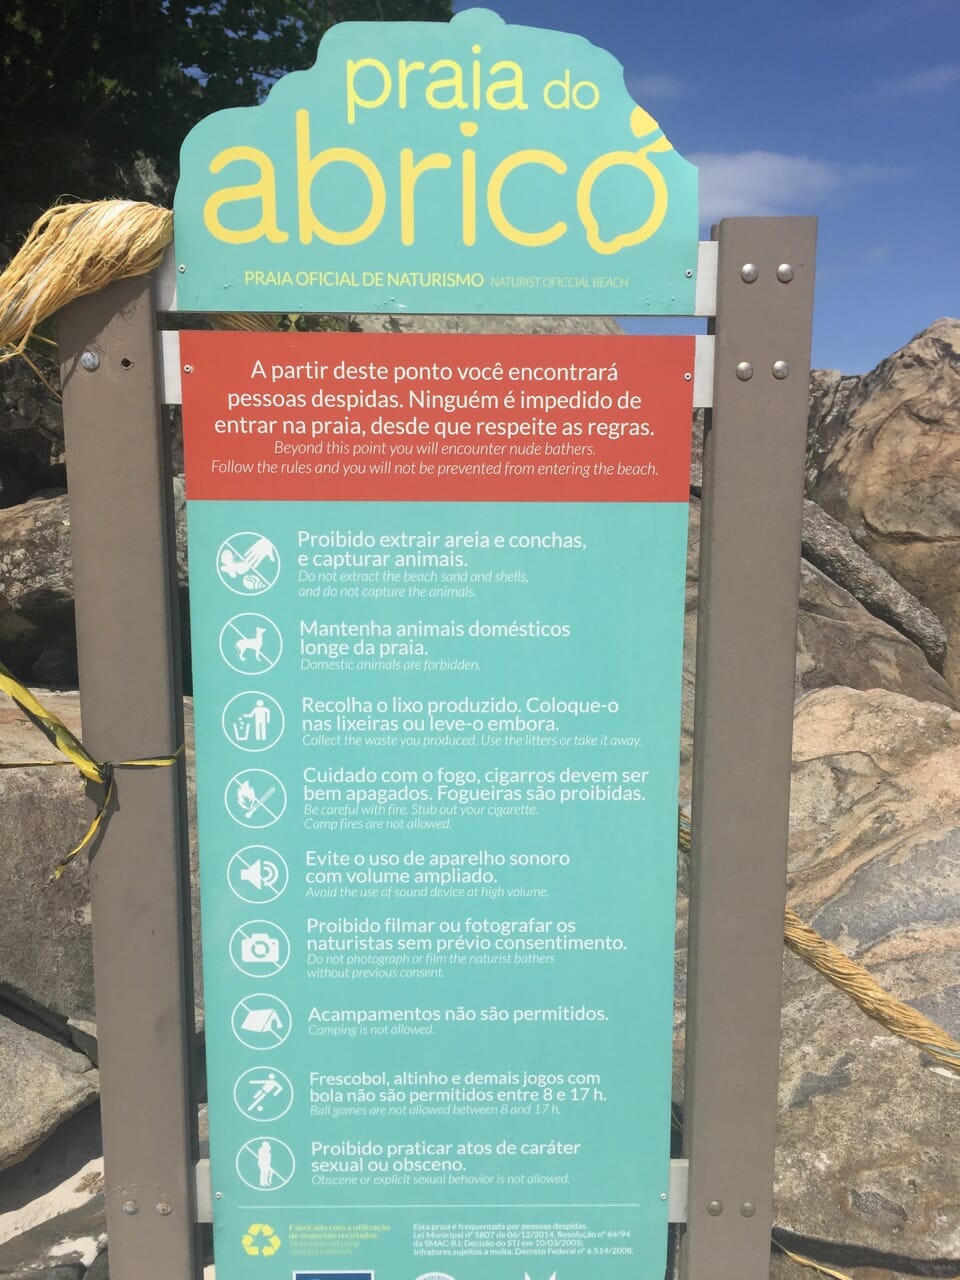 praia do
abricó
PRAIA OFICIAL DE NATURISMO NATURIST OFICCIAL BEACH
A partir deste ponto você encontrará
pessoas despidas. Ninguém é impedido de
entrar na praia, desde que respeite as regras.
Beyond this point you will encounter nude bathers.
Follow the rules and you will not be prevented from entering the beach.
Proibido extrair areia e conchas,
e capturar animais.
Do not extract the beach sand and shells,
and do not capture the animals.
Mantenha animais domésticos
longe da praia.
Domestic animals are forbidden.
Recolha o lixo produzido. Coloque-o
nas lixeiras ou leve-o embora.
Collect the waste you produced. Use the litters or take it away.
Cuidado com o fogo, cigarros devem ser
bem apagados. Fogueiras são proibidas.
Be careful with fire. Stub out your cigarette.
Camp fires are not allowed.
Evite o uso de aparelho sonoro
com volume ampliado.
Avoid the use of sound device at high volume.
Proibido filmar ou fotografar os
naturistas sem prévio consentimento.
Do not photograph or film the naturist bathers
without previous consent.
Acampamentos não são permitidos.
Camping is not allowed.
Frescobol, altinho e demais jogos com
bola não são permitidos entre 8 e 17 h.
Ball games are not allowed between 8 and 17 h.
Proibido praticar atos de caráter
sexual ou obsceno.
Obscene or explicit sexual behavior is not allowed.
Fabricado com a utilização
de materiais reciclados.
Manufactured using
recycled materials.
Esta praia é frequentada por pessoas despidas.
Lei Municipal nº 5807 de 06/12/2014. Resolução nº 64/94
da SMAC-RJ; Decisão do STJ em 10/03/2005;
Infratores sujeitos a multa. Decreto Federal nº 6.514/2008.